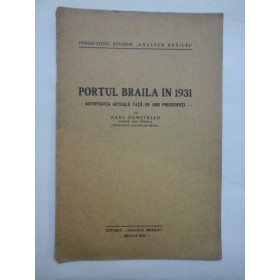 PUBLICAȚIILE REVISTEI „ANALELE BRĂILEI"
PORTUL BRAILA IN 1931
ACTIVITATEA ACTUALĂ FAȚĂ DE ANII PRECEDENȚI
DE
PAUL DEMETRIAD
EDITURA „ANALELE BRĂILEI"